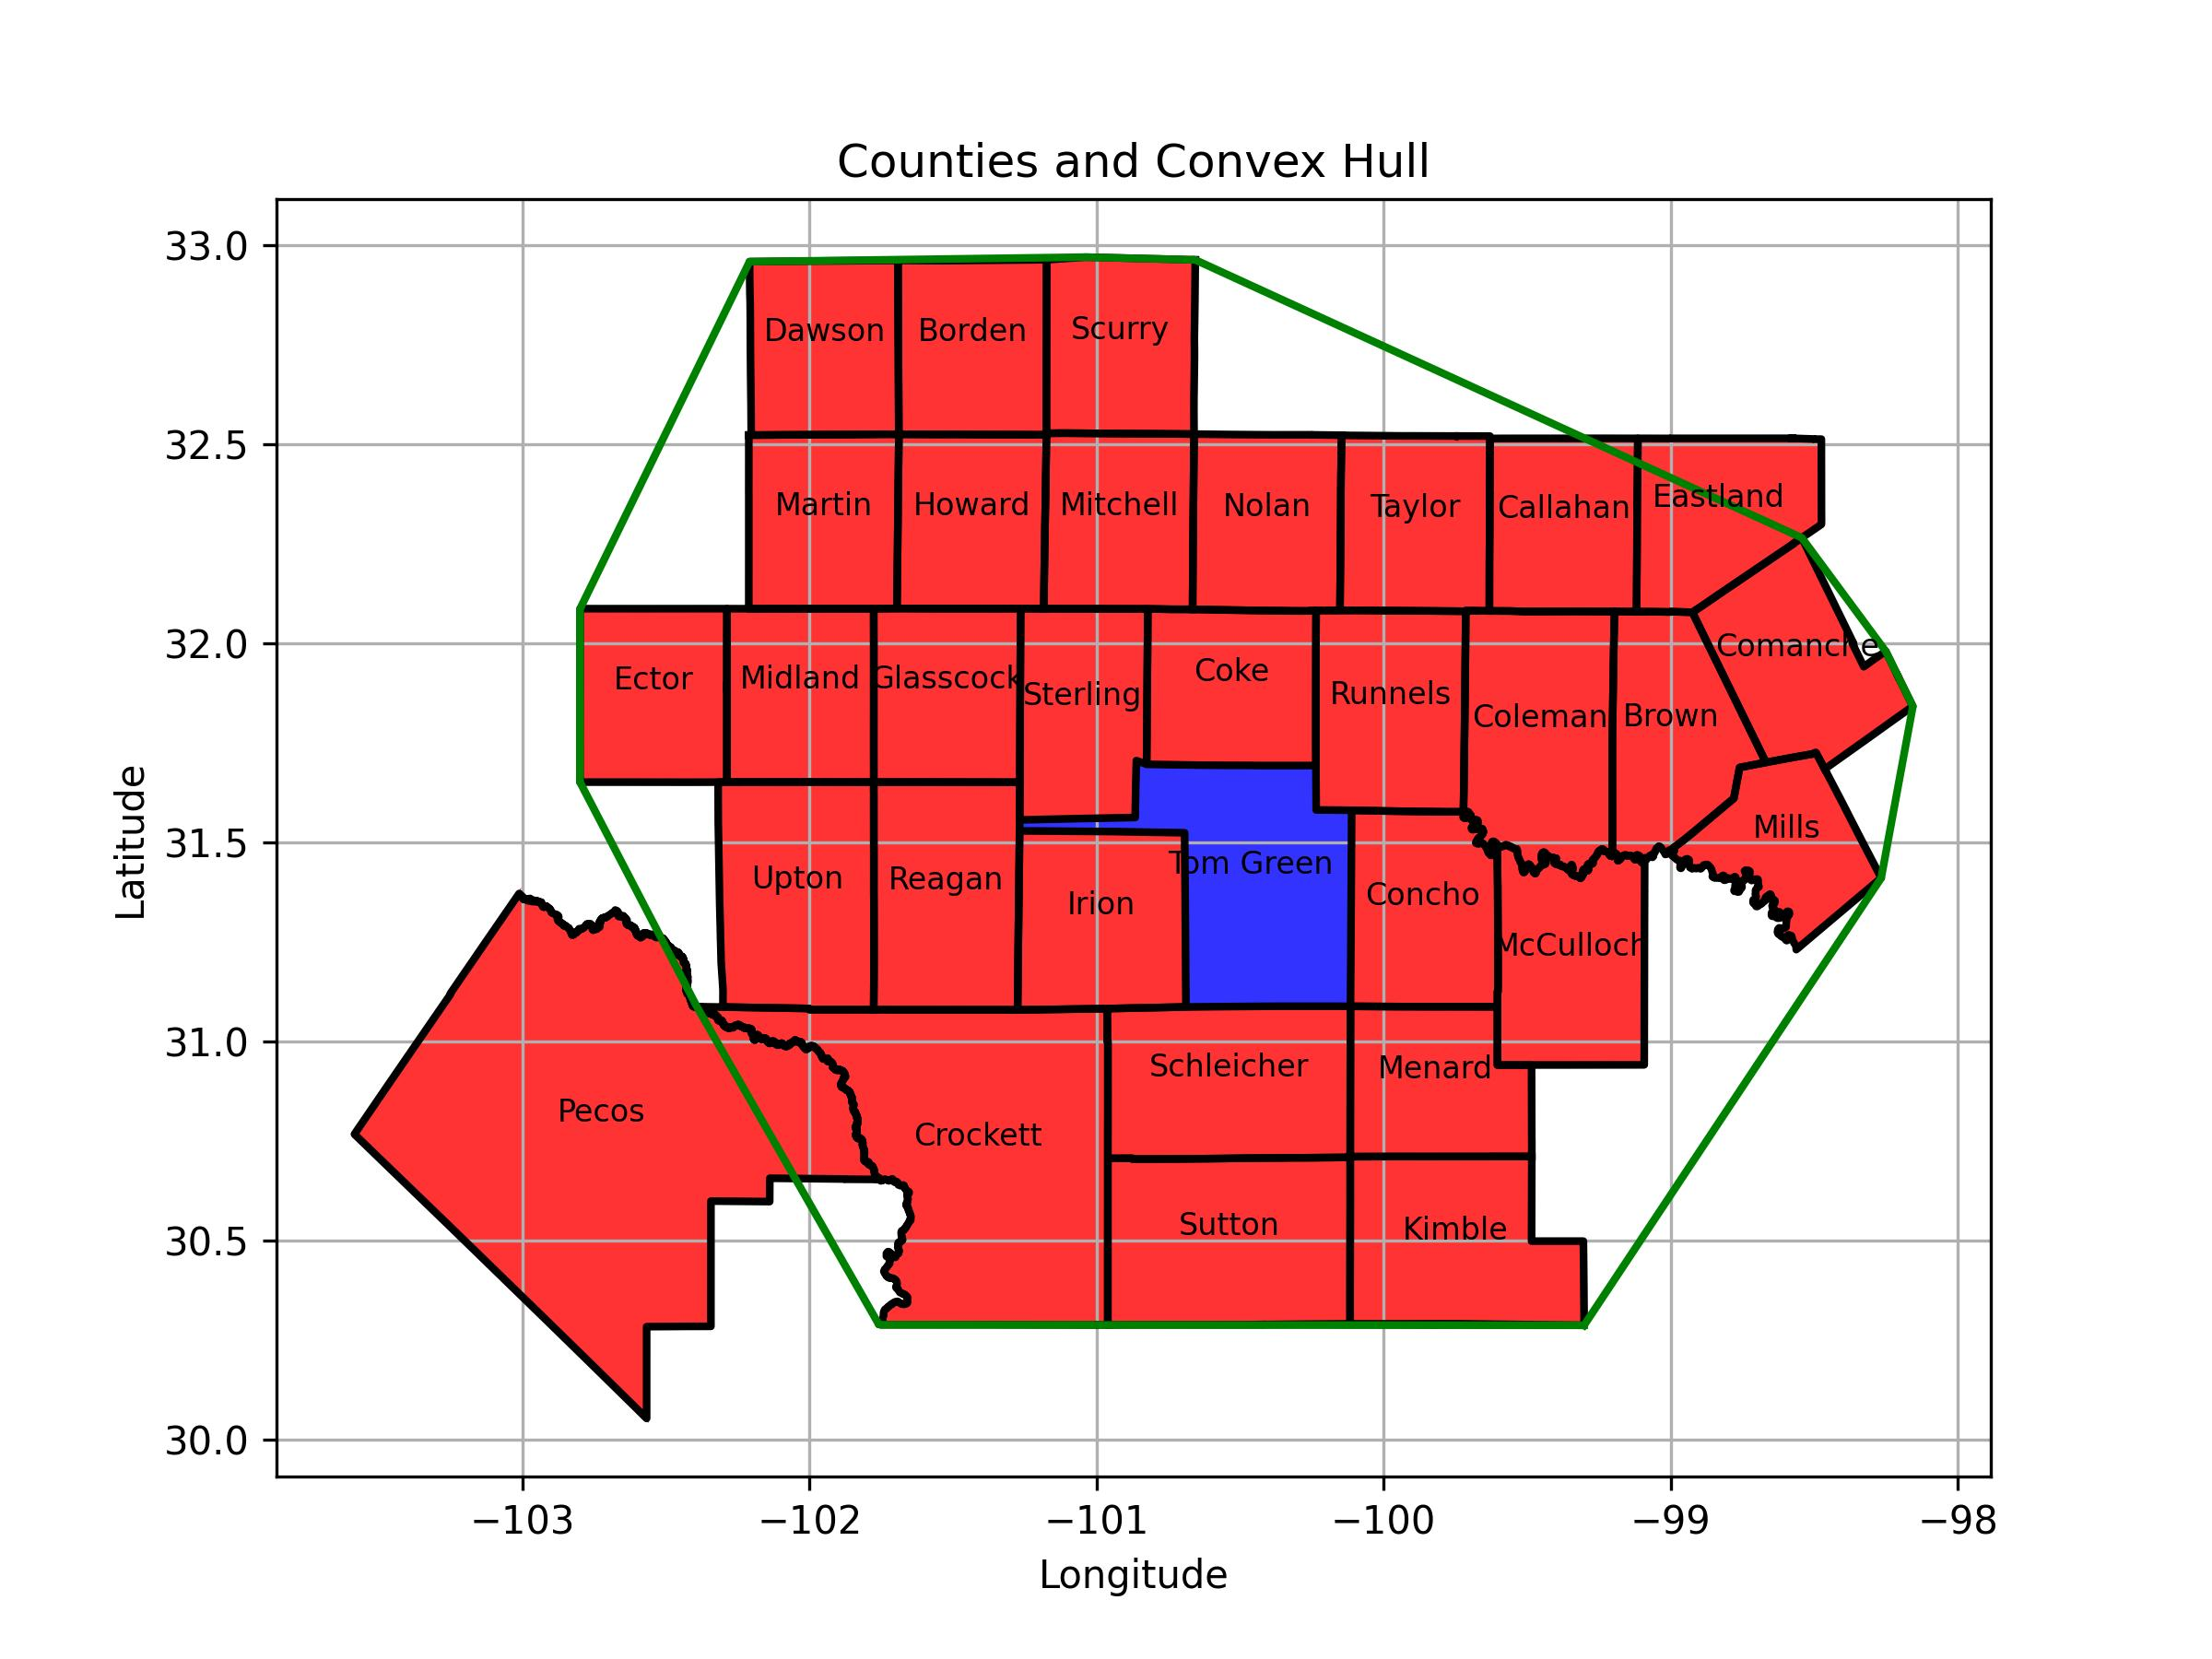 Counties and Convex Hull
33.0
32.5
32.0
31.5
31.0
30.5
30.0
Latitude
Dawson Borden Scurry
Martin Howard Mitchell Nolan Taylor Callahan Eastland
Comanche
Ector Midland Glasscock Sterling Coke Runnels Coleman Brown
Mills
Upton Reagan Irion Tom Green Concho
McCulloch
Schleicher Menard
Pecos Crockett
Sutton Kimble
−103 −102 −101 −100 −99 −98
Longitude